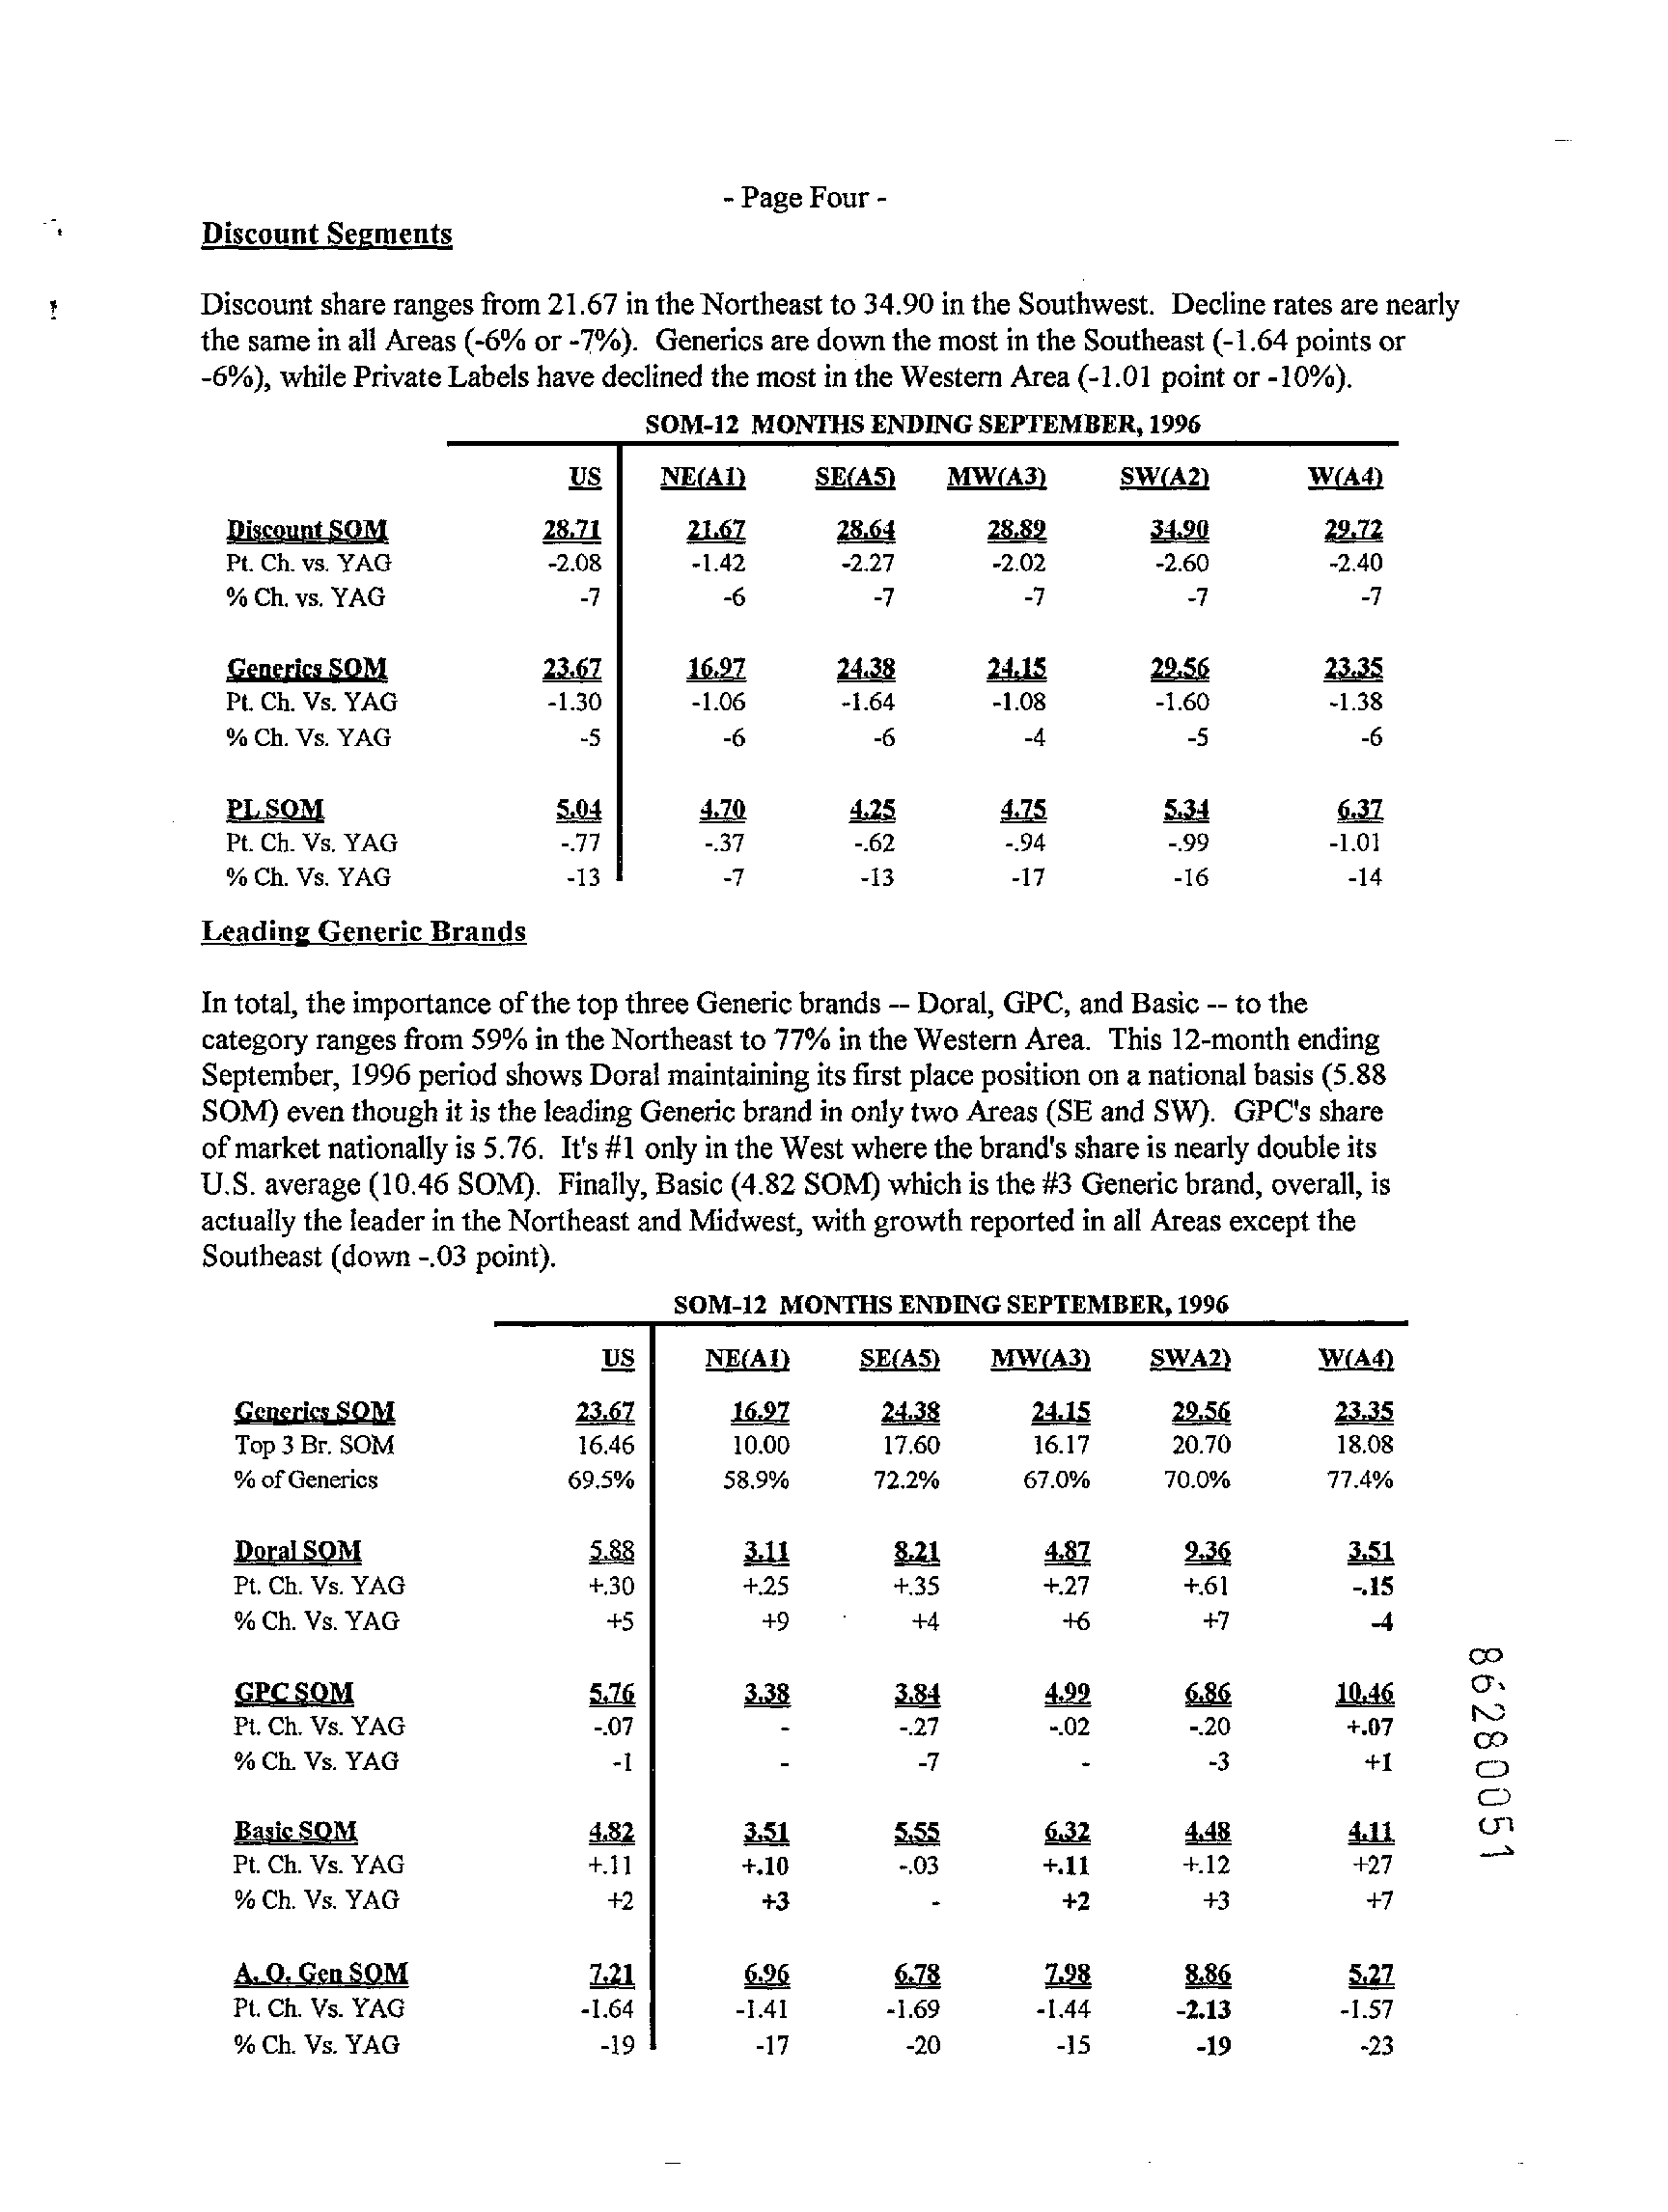 - Page Four -
Discount Segments
Discount share ranges from 21.67 in the Northeast to 34.90 in the Southwest. Decline rates are nearly
the same in all Areas (-6% or -7%). Generics are down the most in the Southeast (-1.64 points or
-6%), while Private Labels have declined the most in the Western Area (-1.01 point or -10%).
SOM-12 MONTHS ENDING SEPTEMBER, 1996
US NE(A1) SE(A5) MW(A3) SW(A2) W(A4)
Discount SOM 28.71 21.67 28.64 28.89 34.90 29.72
Pt. Ch. vs. YAG -2.08 -1.42 -2.27 -2.02 -2.60 -2.40
% Ch. vs. YAG -7 -6 -7 -7 -7 -7
Generics SOM 23.67 16.97 24.38 24.15 29.56 23.35
Pt. Ch. Vs. YAG -1.30 -1.06 -1.64 -1.08 -1.60 -1.38
% Ch. Vs. YAG -5 -6 -6 -4 -5 -6
PL SOM 5.04 4.70 4.25 4.75 5.34 6.37
Pt. Ch. Vs. YAG -.77 -.37 -.62 -.94 -.99 -1.01
% Ch. Vs. YAG -13 -7 -13 -17 -16 -14
Leading Generic Brands
In total, the importance of the top three Generic brands -- Doral, GPC, and Basic -- to the
category ranges from 59% in the Northeast to 77% in the Western Area. This 12-month ending
September, 1996 period shows Doral maintaining its first place position on a national basis (5.88
SOM) even though it is the leading Generic brand in only two Areas (SE and SW). GPC's share
of market nationally is 5.76. It's #1 only in the West where the brand's share is nearly double its
U.S. average (10.46 SOM). Finally, Basic (4.82 SOM) which is the #3 Generic brand, overall, is
actually the leader in the Northeast and Midwest, with growth reported in all Areas except the
Southeast (down -.03 point).
SOM-12 MONTHS ENDING SEPTEMBER, 1996
US NE(A1) SE(A5) MW(A3) SWA2) W(A4)
Generics SOM 23.67 16.97 24.38 24.15 29.56 23.35
Top 3 Br. SOM 16.46 10.00 17.60 16.17 20.70 18.08
% of Generics 69.5% 58.9% 72.2% 67.0% 70.0% 77.4%
Doral SOM 5.88 3.11 8.21 4.87 9.36 3.51
Pt. Ch. Vs. YAG +.30 +.25 +.35 +.27 +.61 -.15
% Ch. Vs. YAG +5 +9 +4 +6 +7 -4
GPC SOM 5.76 3.38 3.84 4.99 6.86 10.46
Pt. Ch. Vs. YAG -.07 - -.27 -.02 -.20 +.07
% Ch. Vs. YAG -1 - -7 - -3 +1
Basic SOM 4.82 3.51 5.55 6.32 4.48 4.11
Pt. Ch. Vs. YAG +.11 +.10 -.03 +.11 +.12 +27
% Ch. Vs. YAG +2 +3 - +2 +3 +7
A. O. Gen SOM 7.21 6.96 6.78 7.98 8.86 5.27
Pt. Ch. Vs. YAG -1.64 -1.41 -1.69 -1.44 -2.13 -1.57
% Ch. Vs. YAG -19 -17 -20 -15 -19 -23
86280051